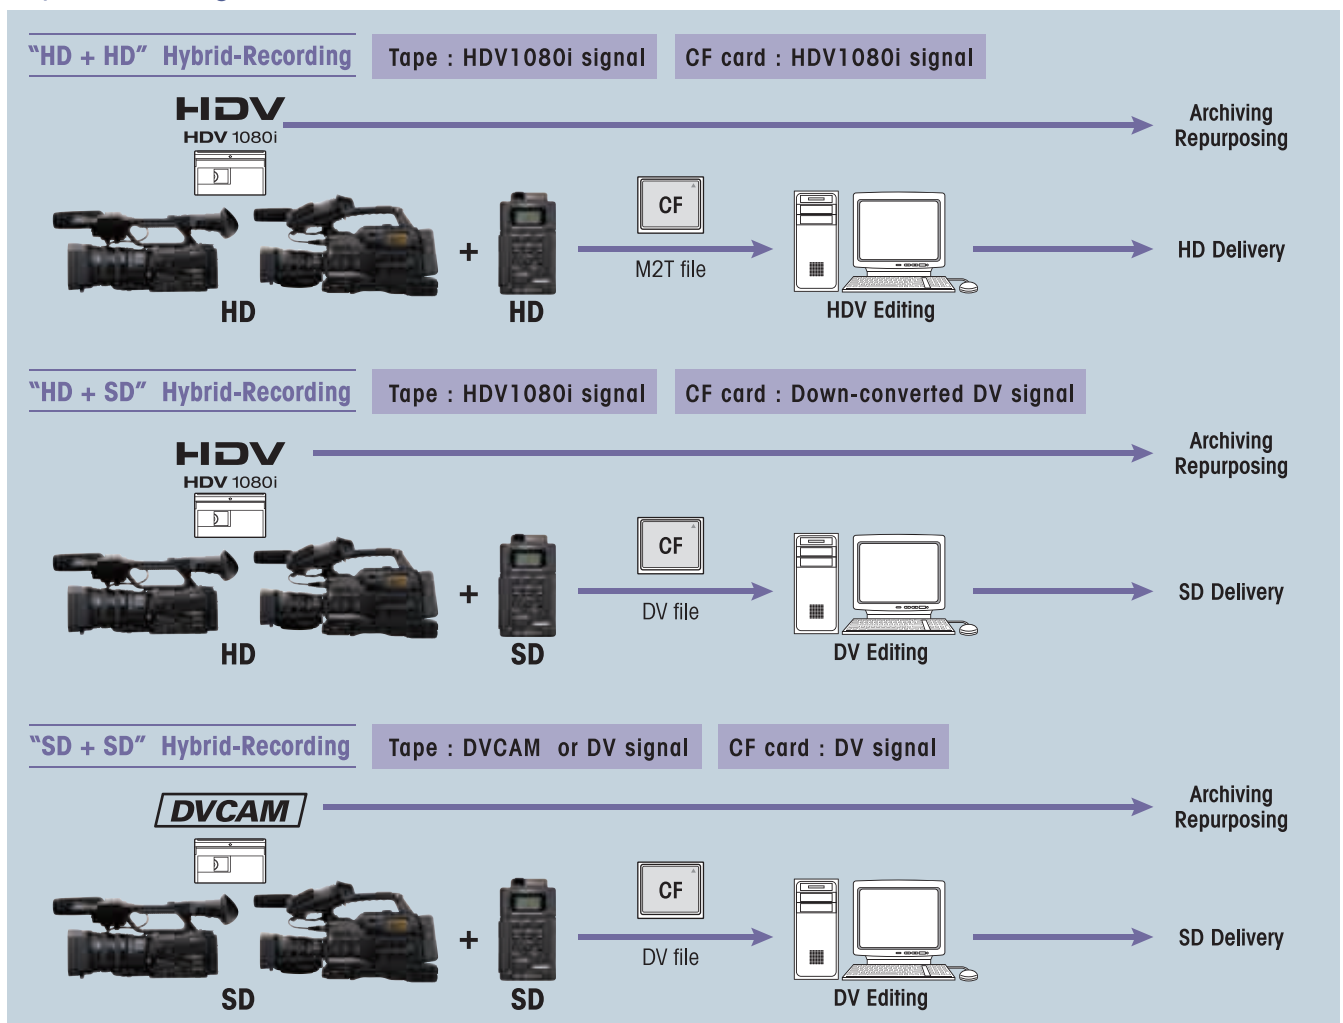 “HD + HD” Hybrid-Recording
Tape : HDV1080i signal
CF card : HDV1080i signal
HDV
HDV 1080i
Archiving
Repurposing
CF
M2T file
HD Delivery
+
HD
HD
HDV Editing
“HD + SD” Hybrid-Recording
Tape : HDV1080i signal
CF card : Down-converted DV signal
HDV
HDV 1080i
Archiving
Repurposing
CF
DV file
SD Delivery
+
HD
SD
DV Editing
“SD + SD” Hybrid-Recording
Tape : DVCAM or DV signal
CF card : DV signal
DVCAM
Archiving
Repurposing
CF
DV file
SD Delivery
+
SD
SD
DV Editing